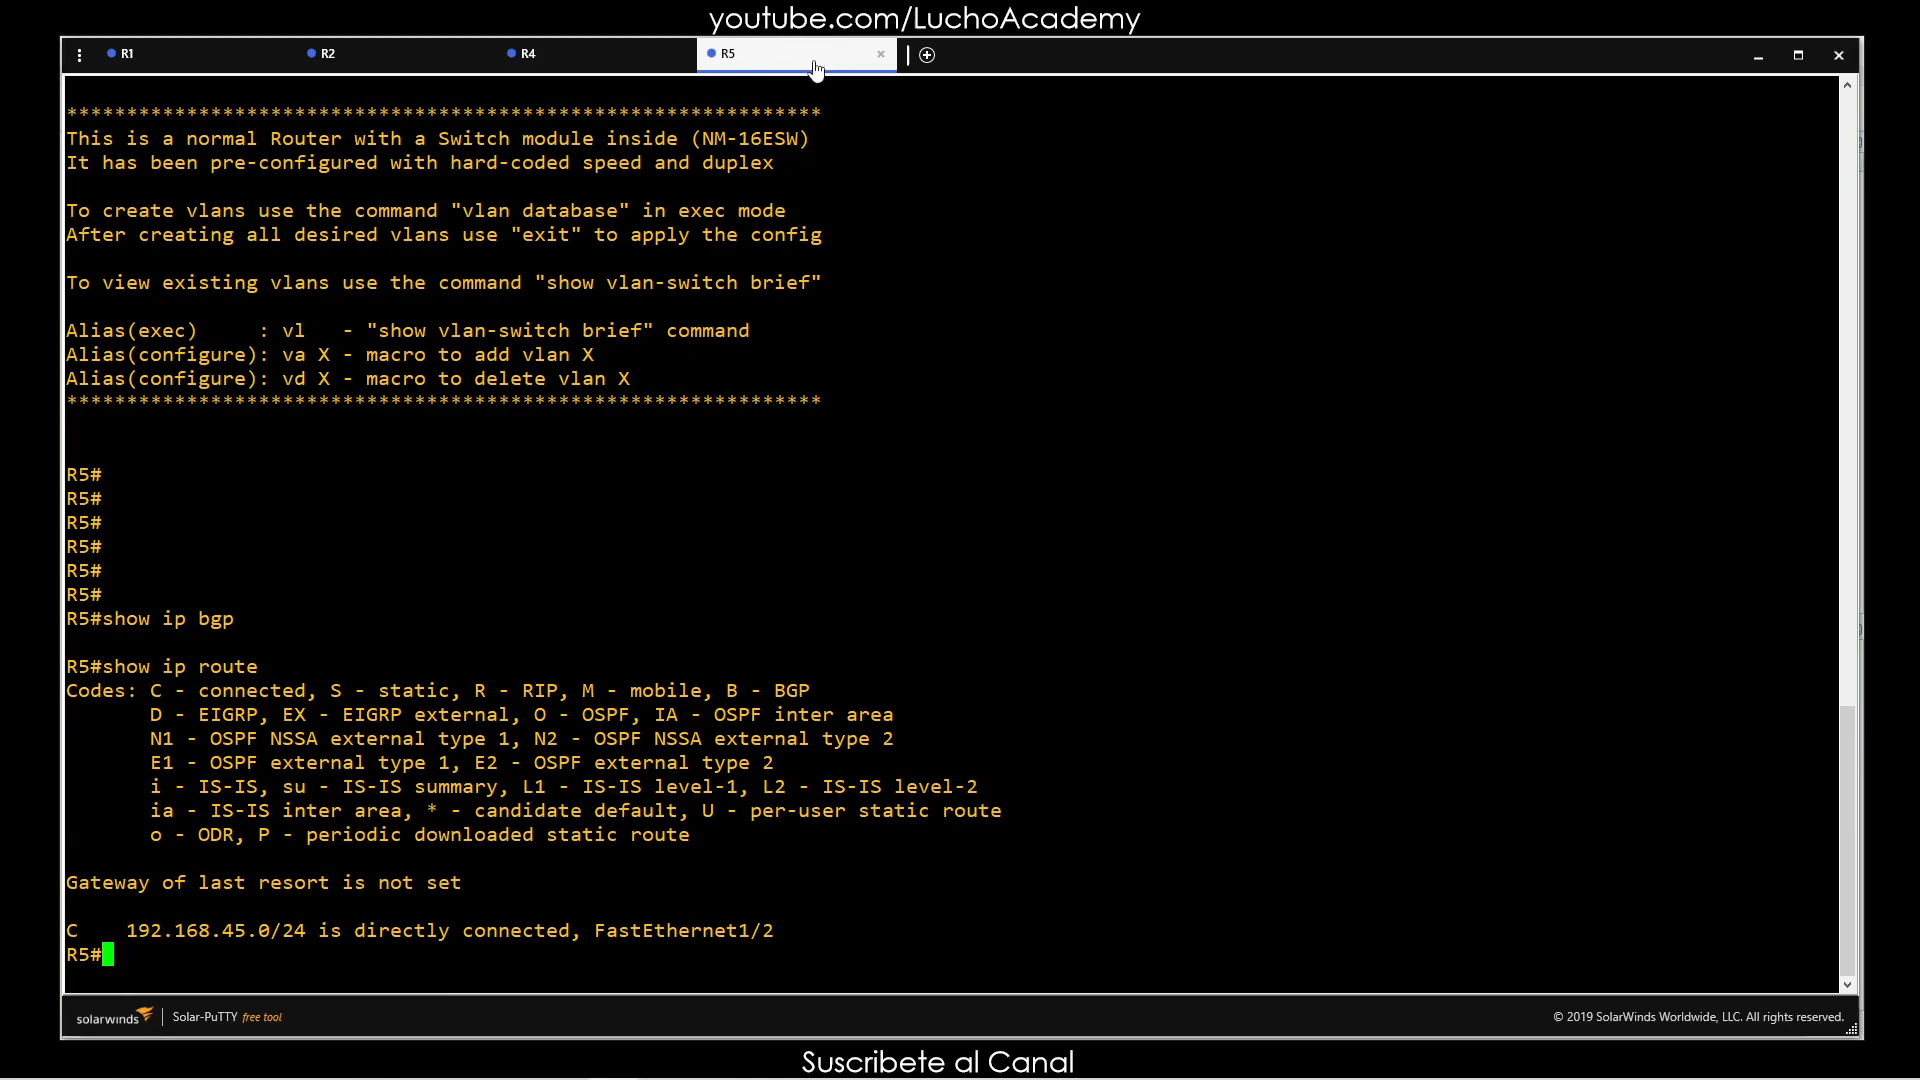 youtube.com/LuchoAcademy
R1
R2
R4
R5
***************************************************************
This is a normal Router with a Switch module inside (NM-16ESW)
It has been pre-configured with hard-coded speed and duplex
To create vlans use the command "vlan database" in exec mode
After creating all desired vlans use "exit" to apply the config
To view existing vlans use the command "show vlan-switch brief"
Alias(exec)     : vl   - "show vlan-switch brief" command
Alias(configure): va X - macro to add vlan X
Alias(configure): vd X - macro to delete vlan X
***************************************************************
R5#
R5#
R5#
R5#
R5#
R5#
R5#show ip bgp
R5#show ip route
Codes: C - connected, S - static, R - RIP, M - mobile, B - BGP
       D - EIGRP, EX - EIGRP external, O - OSPF, IA - OSPF inter area
       N1 - OSPF NSSA external type 1, N2 - OSPF NSSA external type 2
       E1 - OSPF external type 1, E2 - OSPF external type 2
       i - IS-IS, su - IS-IS summary, L1 - IS-IS level-1, L2 - IS-IS level-2
       ia - IS-IS inter area, * - candidate default, U - per-user static route
       o - ODR, P - periodic downloaded static route
Gateway of last resort is not set
C    192.168.45.0/24 is directly connected, FastEthernet1/2
R5#
solarwinds | Solar-PuTTY free tool
© 2019 SolarWinds Worldwide, LLC. All rights reserved.
Suscribete al Canal